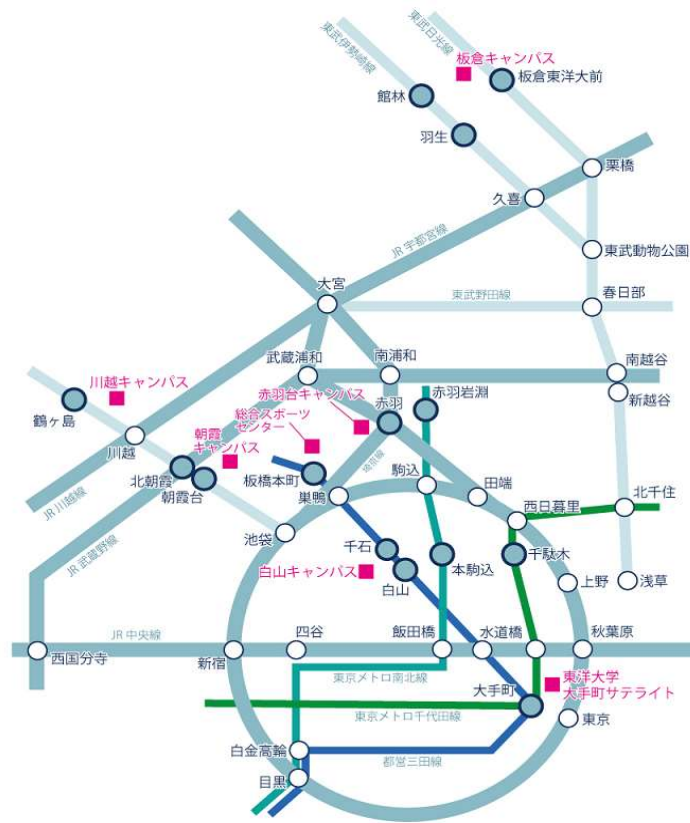 東武伊勢崎線
東武日光線
板倉キャンパス
板倉東洋大前
館林
羽生
栗橋
久喜
JR 宇都宮線
東武動物公園
大宮
東武野田線
春日部
武蔵浦和
南浦和
南越谷
新越谷
川越キャンパス
赤羽台キャンパス
赤羽岩淵
赤羽
鶴ヶ島
総合スポーツ
センター
朝霞
キャンパス
川越
埼京線
北朝霞
朝霞台
板橋本町
駒込
田端
巣鴨
北千住
西日暮里
JR 川越線
JR 武蔵野線
池袋
千石
白山キャンパス
白山
本駒込
千駄木
上野
浅草
JR 中央線
四谷
飯田橋
水道橋
秋葉原
西国分寺
新宿
東京メトロ南北線
大手町
東洋大学
大手町サテライト
東京メトロ千代田線
東京
白金高輪
都営三田線
目黒